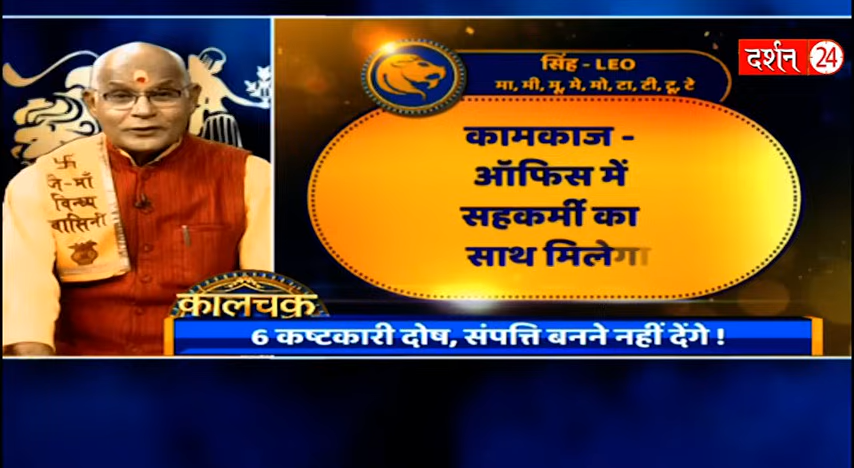 दर्शन 24
सिंह - LEO
मा, मी, मू, मे, मो, टा, टी, टू, टे
कामकाज -
ऑफिस में
सहकर्मी का
साथ मिलेगा
जै-माँ
विन्ध्य
वासिनी
कालचक्र
6 कष्टकारी दोष, संपत्ति बनने नहीं देंगे !